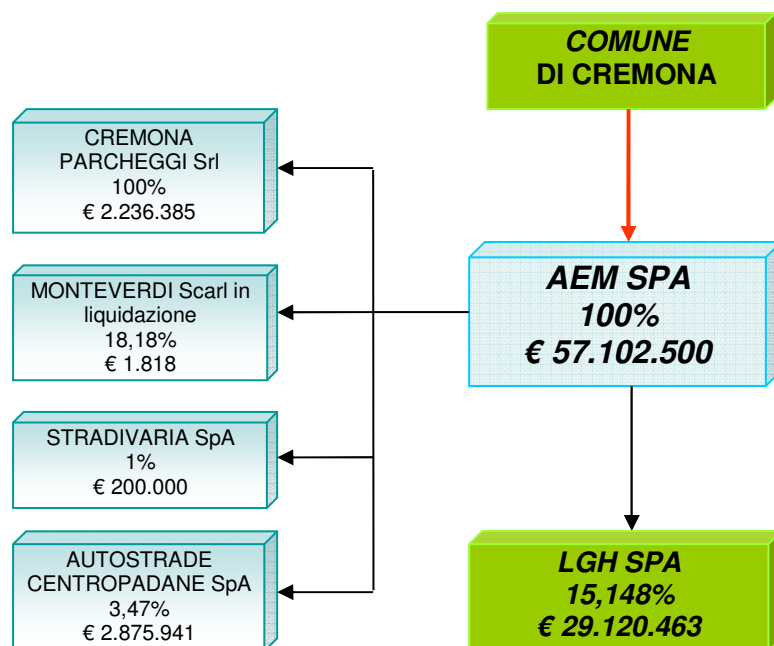 COMUNE
DI CREMONA
CREMONA
PARCHEGGI Srl
100%
€ 2.236.385
AEM SPA
100%
€ 57.102.500
MONTEVERDI Scarl in
liquidazione
18,18%
€ 1.818
STRADIVARIA SpA
1%
€ 200.000
AUTOSTRADE
CENTROPADANE SpA
3,47%
€ 2.875.941
LGH SPA
15,148%
€ 29.120.463